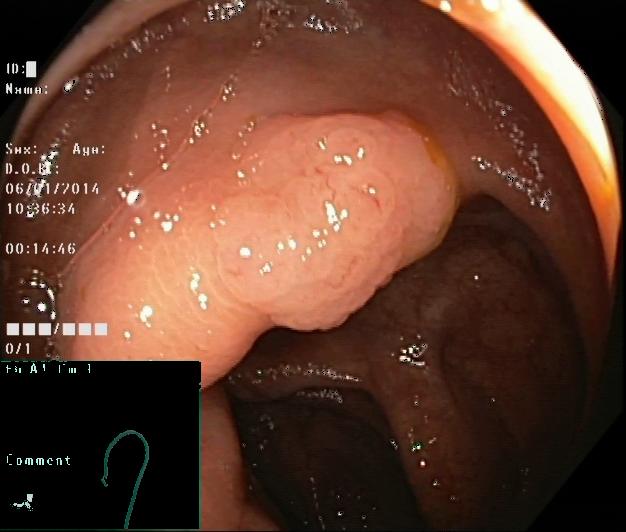 ID:
Name:
Sex: Age:
D.O.B.:
06/01/2014
10:36:34
00:14:46
0/1
Comment